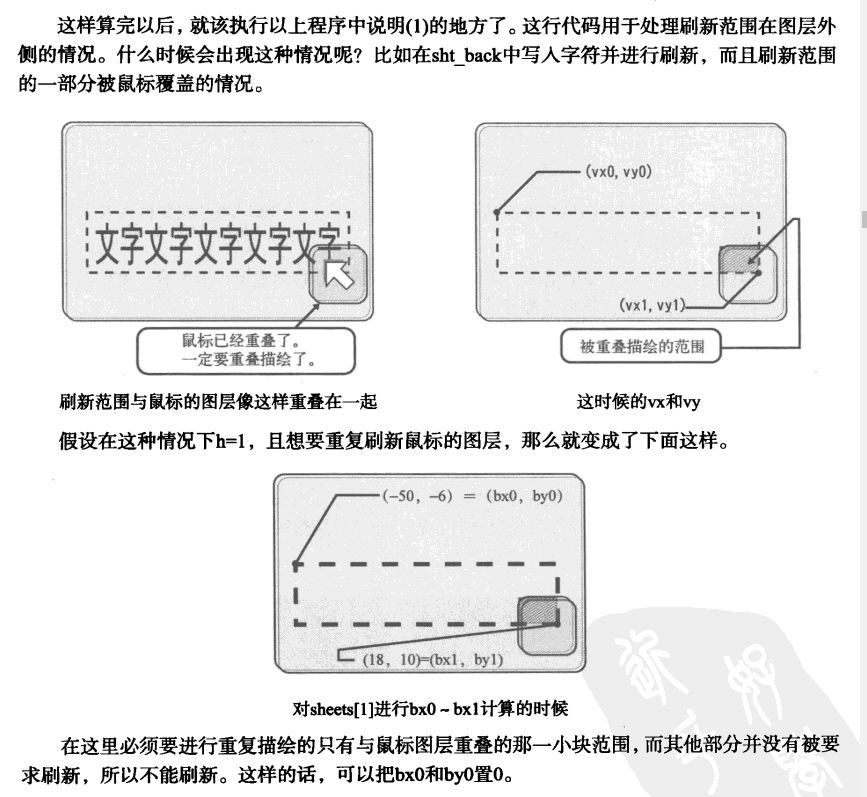 这样算完以后，就该执行以上程序中说明(1)的地方了。这行代码用于处理刷新范围在图层外
侧的情况。什么时候会出现这种情况呢？比如在sht_back中写入字符并进行刷新，而且刷新范围
的一部分被鼠标覆盖的情况。
文字文字文字文字文字
鼠标已经重叠了。
一定要重叠描绘了。
(vx0, vy0)
(vx1, vy1)
被重叠描绘的范围
刷新范围与鼠标的图层像这样重叠在一起
这时候的vx和vy
假设在这种情况下h=1，且想要重复刷新鼠标的图层，那么就变成了下面这样。
(-50, -6) = (bx0, by0)
(18, 10)=(bx1, by1)
对sheets[1]进行bx0 ~ bx1计算的时候
在这里必须要进行重复描绘的只有与鼠标图层重叠的那一小块范围，而其他部分并没有被要
求刷新，所以不能刷新。这样的话，可以把bx0和by0置0。